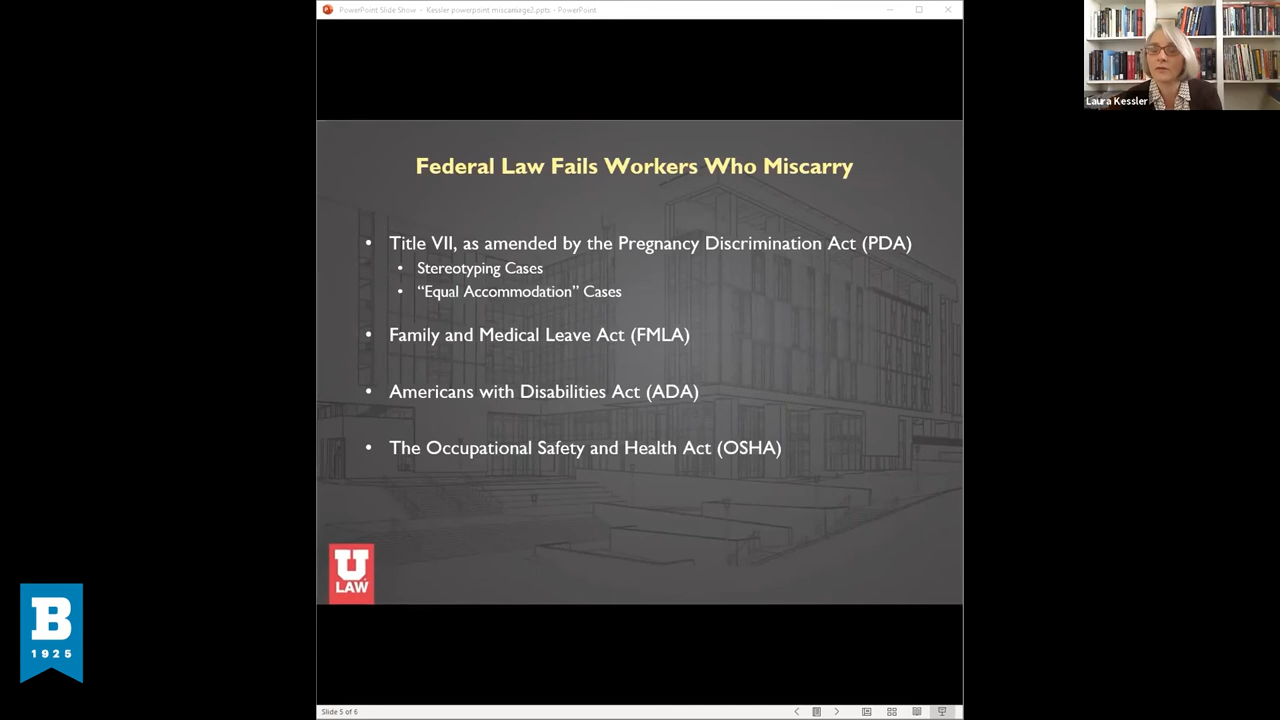 PowerPoint Slide Show - Kessler powerpoint miscarriage2.pptx - PowerPoint
Laura Kessler
Federal Law Fails Workers Who Miscarry
• Title VII, as amended by the Pregnancy Discrimination Act (PDA)
• Stereotyping Cases
• “Equal Accommodation” Cases
• Family and Medical Leave Act (FMLA)
• Americans with Disabilities Act (ADA)
• The Occupational Safety and Health Act (OSHA)
U
LAW
B
1925
Slide 5 of 6